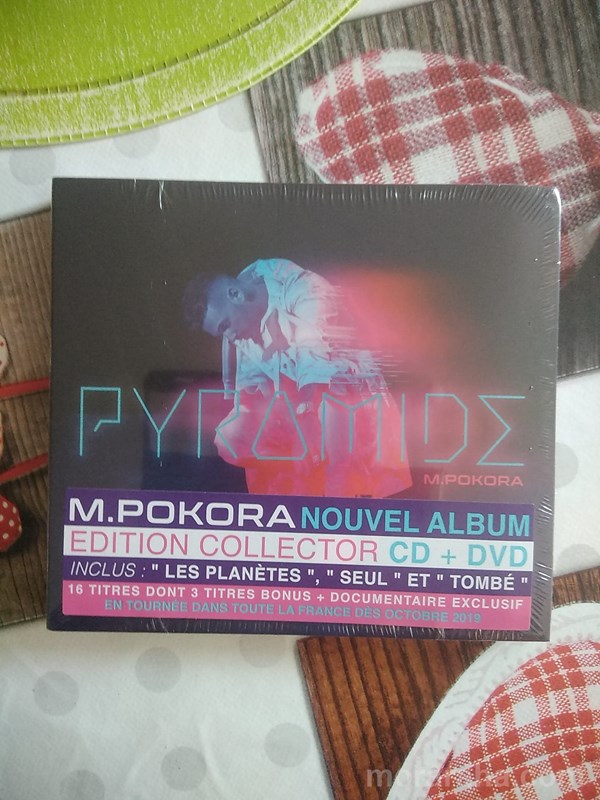 PYRAMIDE
M.POKORA
M.POKORA NOUVEL ALBUM
EDITION COLLECTOR CD + DVD
INCLUS : " LES PLANÈTES ", " SEUL " ET " TOMBÉ "
16 TITRES DONT 3 TITRES BONUS + DOCUMENTAIRE EXCLUSIF
EN TOURNÉE DANS TOUTE LA FRANCE DÈS OCTOBRE 2019